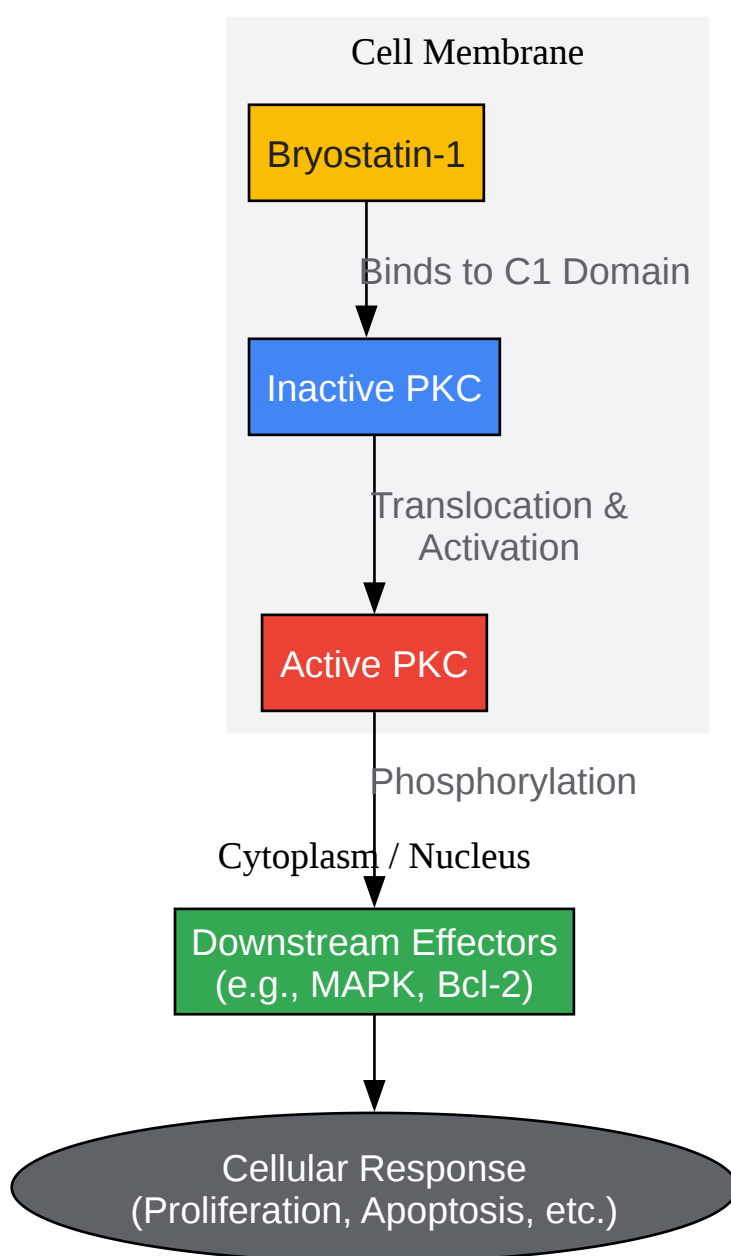 Cell Membrane
Bryostatin-1
Binds to C1 Domain
Inactive PKC
Translocation &
Activation
Active PKC
Phosphorylation
Cytoplasm / Nucleus
Downstream Effectors
(e.g., MAPK, Bcl-2)
Cellular Response
(Proliferation, Apoptosis, etc.)